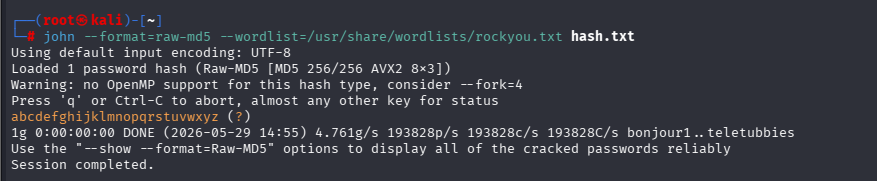 ┌──(root㉿kali)-[~]
└─# john --format=raw-md5 --wordlist=/usr/share/wordlists/rockyou.txt hash.txt
Using default input encoding: UTF-8
Loaded 1 password hash (Raw-MD5 [MD5 256/256 AVX2 8×3])
Warning: no OpenMP support for this hash type, consider --fork=4
Press 'q' or Ctrl-C to abort, almost any other key for status
abcdefghijklmnopqrstuvwxyz (?)
1g 0:00:00:00 DONE (2026-05-29 14:55) 4.761g/s 193828p/s 193828c/s 193828C/s bonjour1..teletubbies
Use the "--show --format=Raw-MD5" options to display all of the cracked passwords reliably
Session completed.